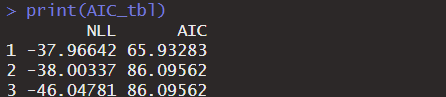 > print(AIC_tbl)
NLL AIC
1 -37.96642 65.93283
2 -38.00337 86.09562
3 -46.04781 86.09562